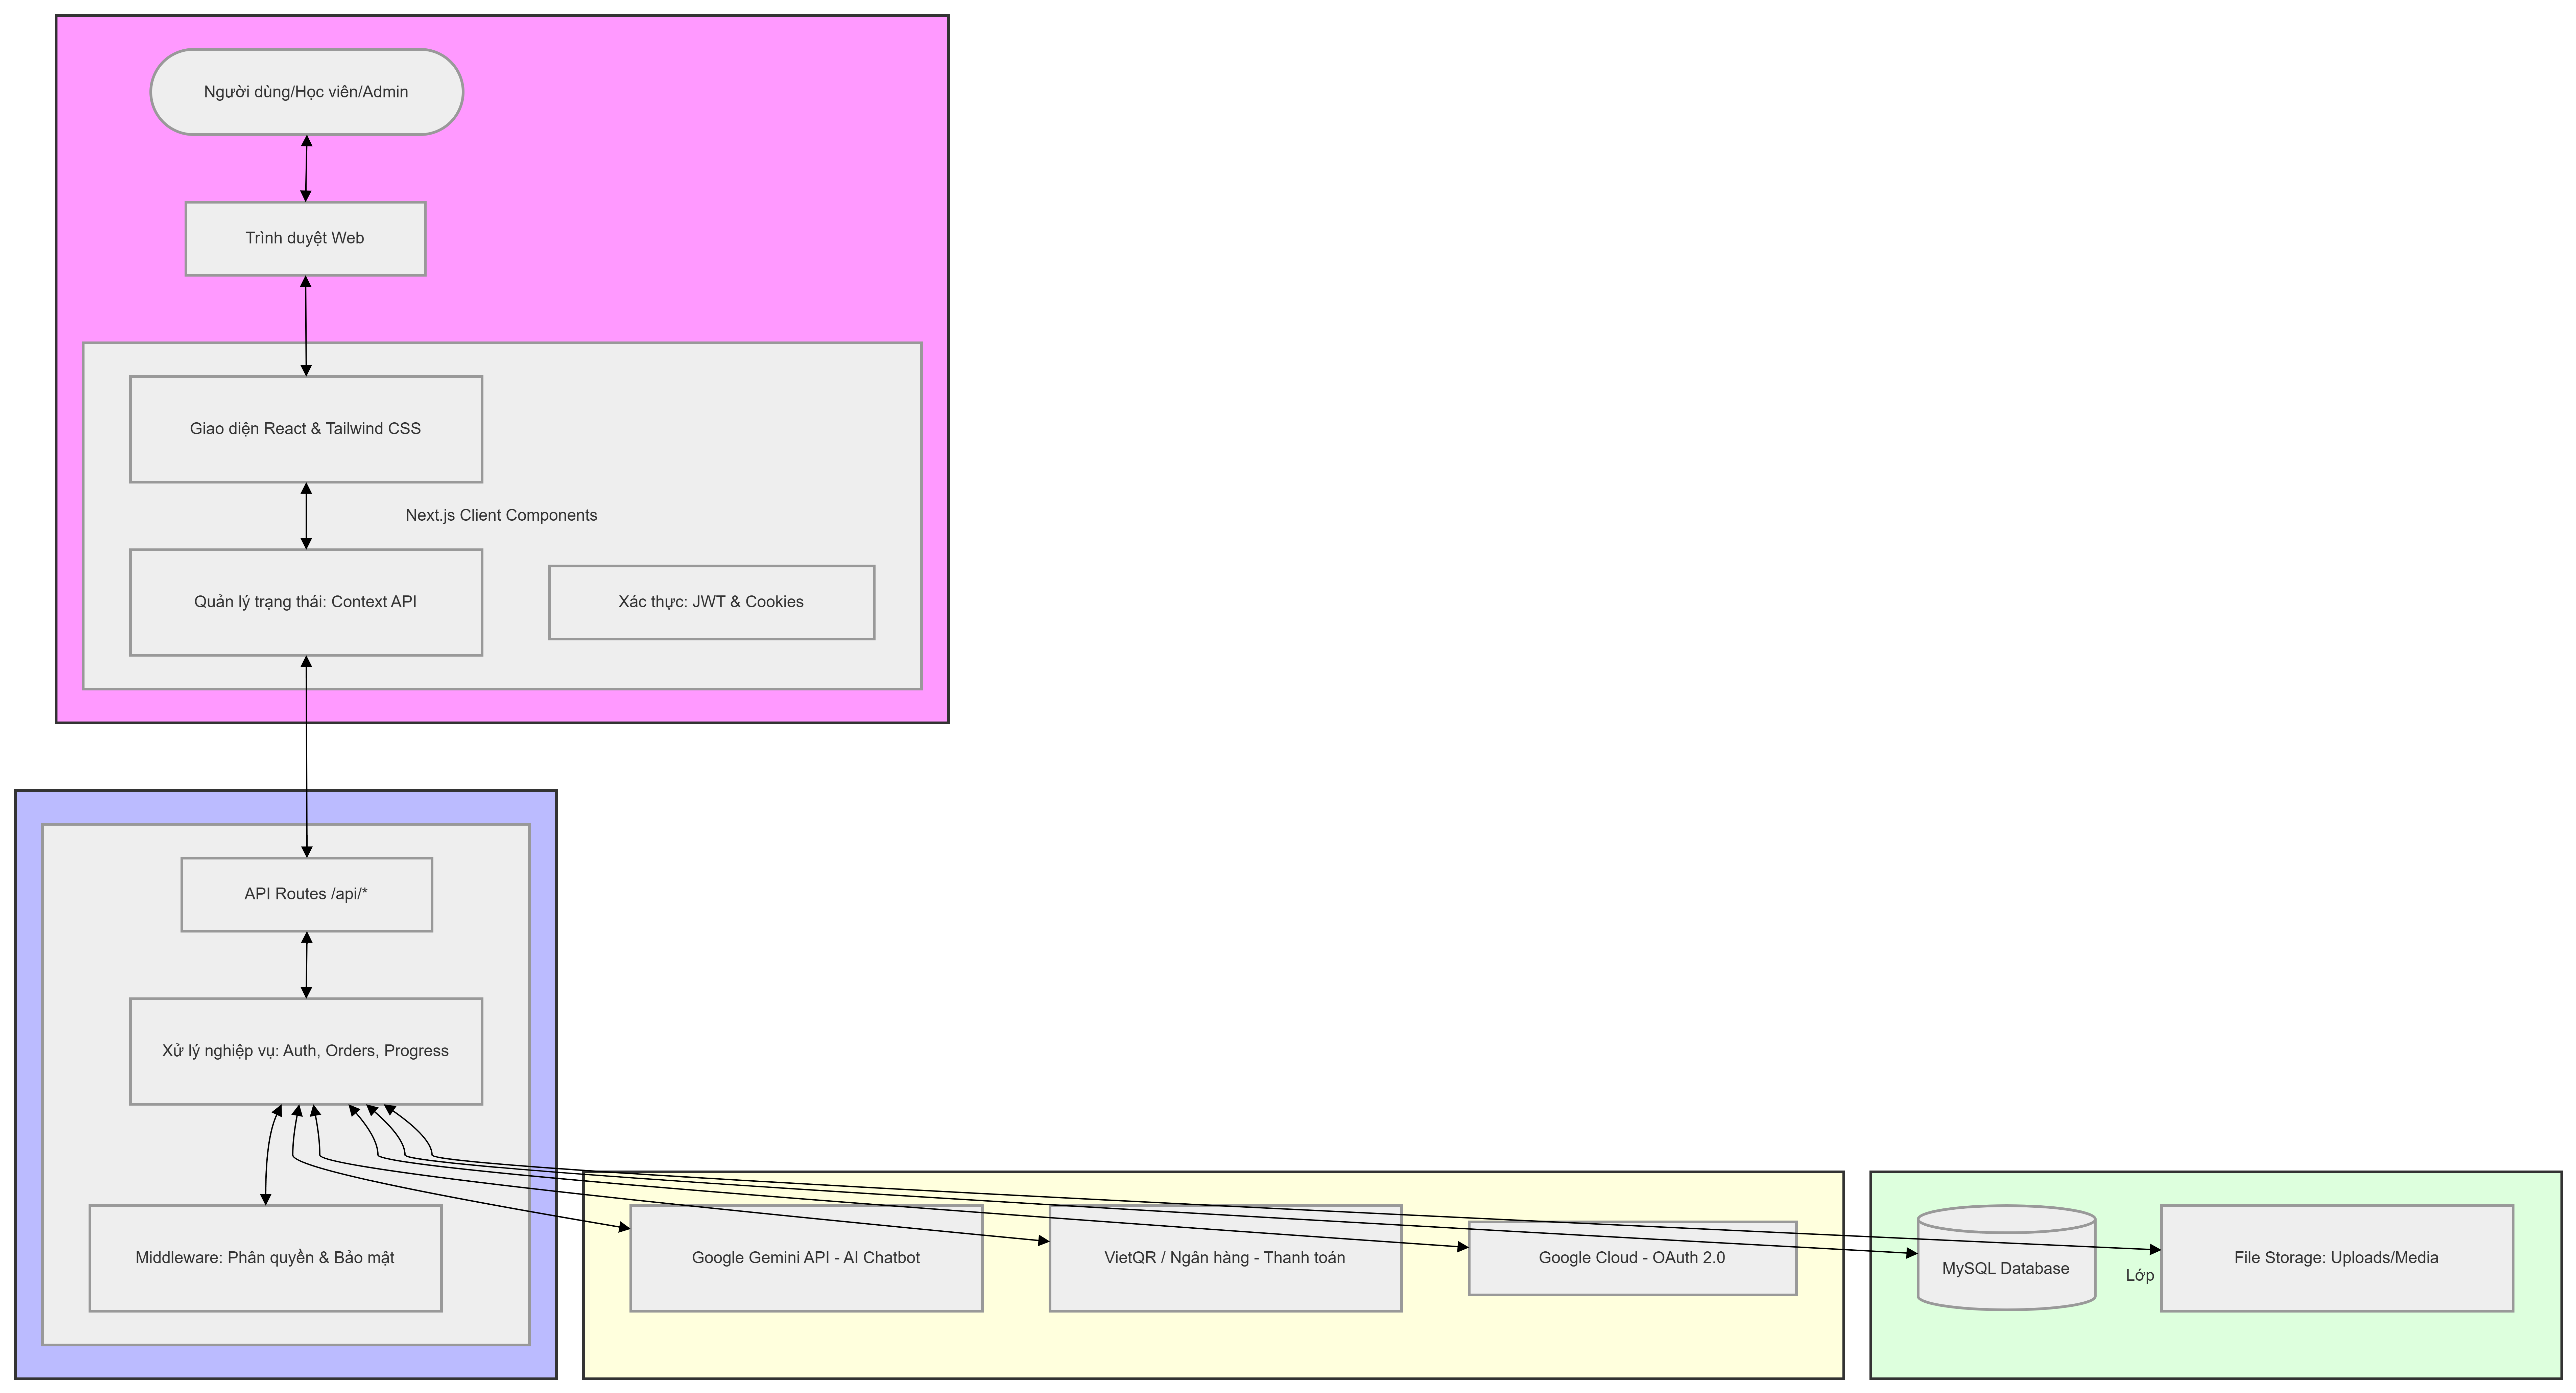 Người dùng/Học viên/Admin
Trình duyệt Web
Giao diện React & Tailwind CSS
Next.js Client Components
Quản lý trạng thái: Context API
Xác thực: JWT & Cookies
API Routes /api/*
Xử lý nghiệp vụ: Auth, Orders, Progress
Middleware: Phân quyền & Bảo mật
Google Gemini API - AI Chatbot
VietQR / Ngân hàng - Thanh toán
Google Cloud - OAuth 2.0
MySQL Database
Lớp
File Storage: Uploads/Media